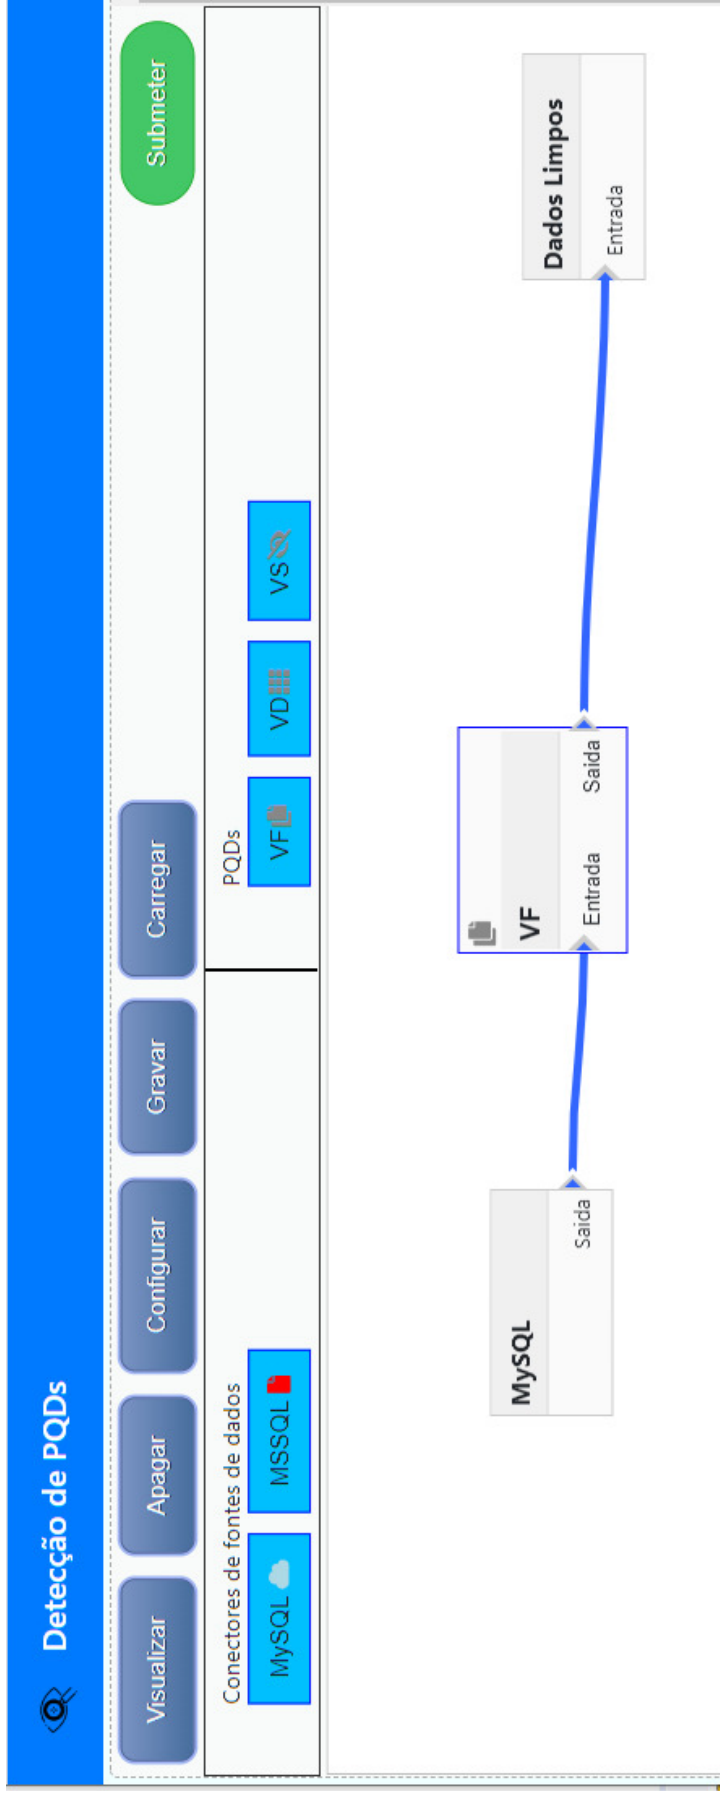 Detecção de PQDs
Visualizar Apagar Configurar Gravar Carregar Submeter
Conectores de fontes de dados PQDs
MySQL MSSQL VF VD VS
MySQL
Saida
VF
Entrada Saida
Dados Limpos
Entrada